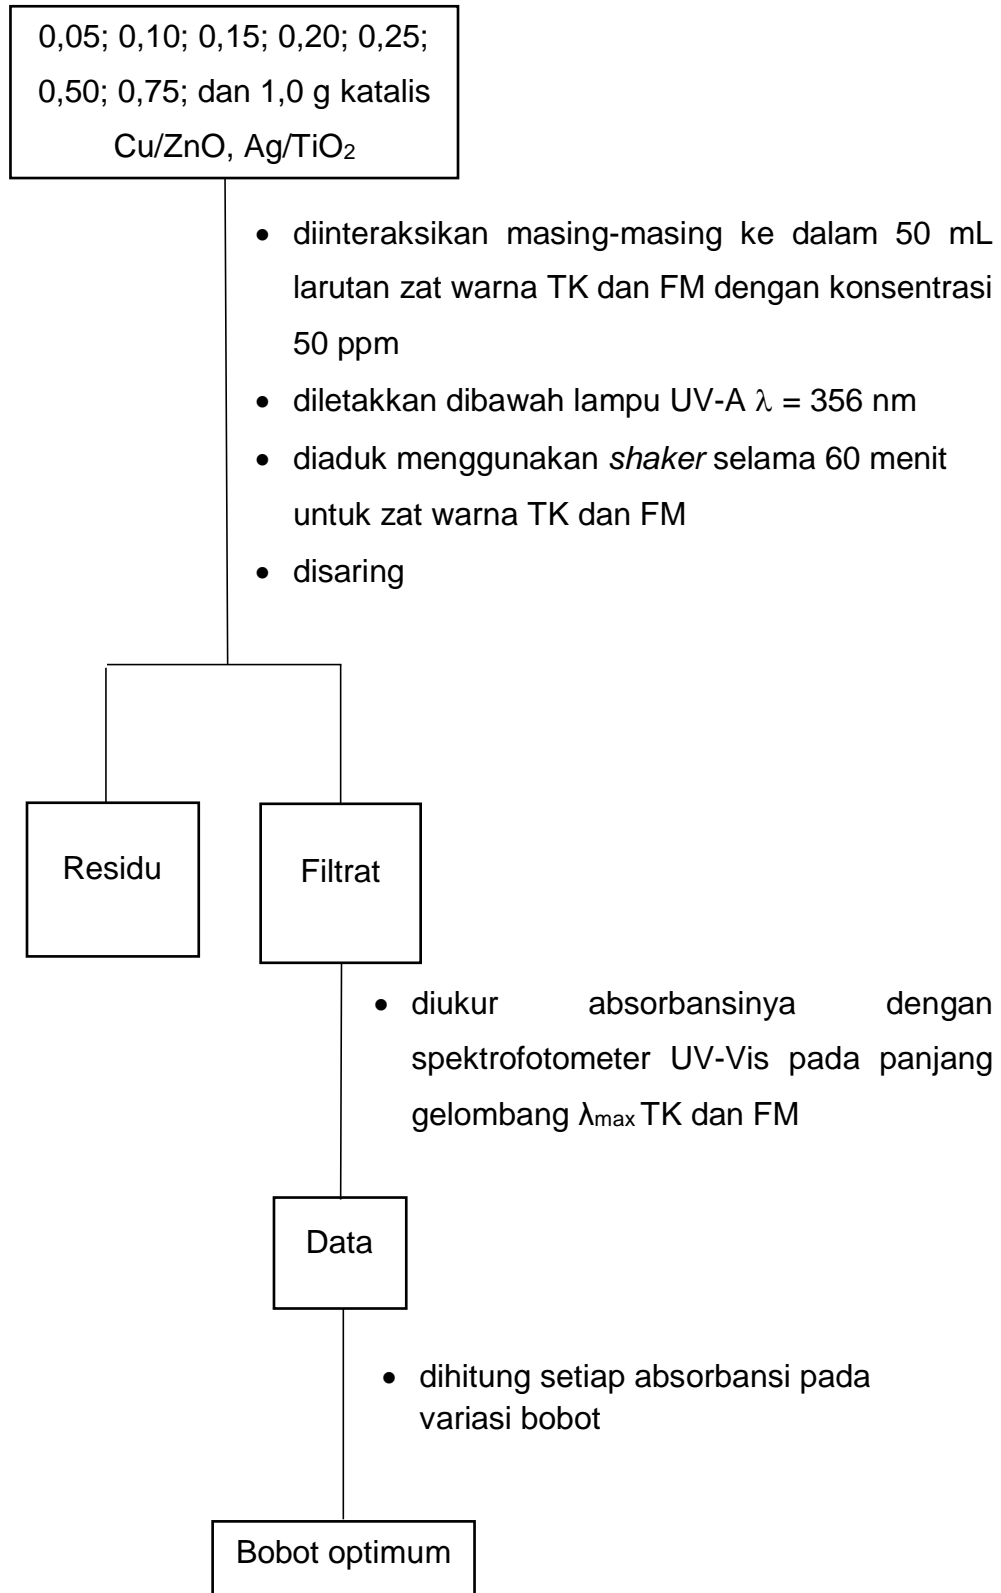 0,05; 0,10; 0,15; 0,20; 0,25;
0,50; 0,75; dan 1,0 g katalis
Cu/ZnO, Ag/TiO₂
• diinteraksikan masing-masing ke dalam 50 mL
larutan zat warna TK dan FM dengan konsentrasi
50 ppm
• diletakkan dibawah lampu UV-A λ = 356 nm
• diaduk menggunakan shaker selama 60 menit
untuk zat warna TK dan FM
• disaring
Residu
Filtrat
• diukur absorbansinya dengan
spektrofotometer UV-Vis pada panjang
gelombang λmax TK dan FM
Data
• dihitung setiap absorbansi pada
variasi bobot
Bobot optimum